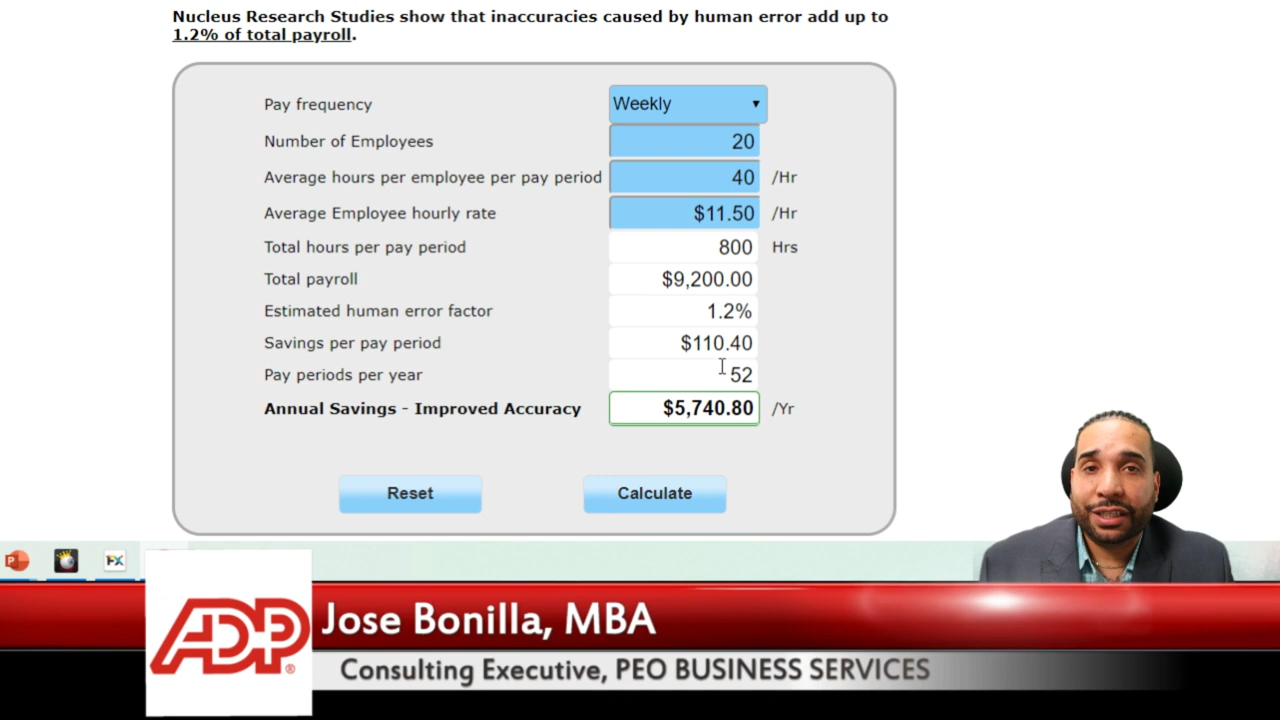 Nucleus Research Studies show that inaccuracies caused by human error add up to
1.2% of total payroll.
Pay frequency Weekly
Number of Employees 20
Average hours per employee per pay period 40 /Hr
Average Employee hourly rate $11.50 /Hr
Total hours per pay period 800 Hrs
Total payroll $9,200.00
Estimated human error factor 1.2%
Savings per pay period $110.40
Pay periods per year 52
Annual Savings - Improved Accuracy $5,740.80 /Yr
Reset Calculate
P FX
ADP®
Jose Bonilla, MBA
Consulting Executive, PEO BUSINESS SERVICES